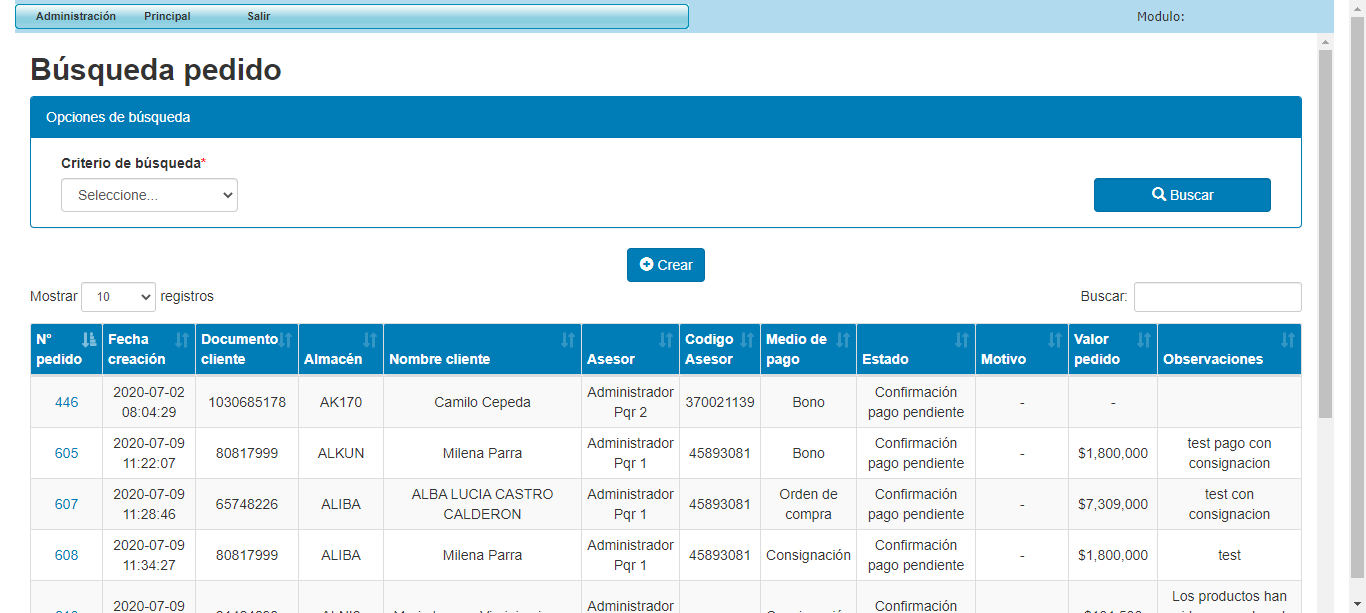 Administración Principal Salir Modulo:
Búsqueda pedido
Opciones de búsqueda
Criterio de búsqueda*
Seleccione... Buscar
Crear
Mostrar 10 registros Buscar:
N° pedido Fecha creación Documento cliente Almacén Nombre cliente Asesor Codigo Asesor Medio de pago Estado Motivo Valor pedido Observaciones
446 2020-07-02 08:04:29 1030685178 AK170 Camilo Cepeda Administrador Pqr 2 370021139 Bono Confirmación pago pendiente - -
605 2020-07-09 11:22:07 80817999 ALKUN Milena Parra Administrador Pqr 1 45893081 Bono Confirmación pago pendiente - $1,800,000 test pago con consignacion
607 2020-07-09 11:28:46 65748226 ALIBA ALBA LUCIA CASTRO CALDERON Administrador Pqr 1 45893081 Orden de compra Confirmación pago pendiente - $7,309,000 test con consignacion
608 2020-07-09 11:34:27 80817999 ALIBA Milena Parra Administrador Pqr 1 45893081 Consignación Confirmación pago pendiente - $1,800,000 test
2020-07-09 Administrador Confirmación Los productos han